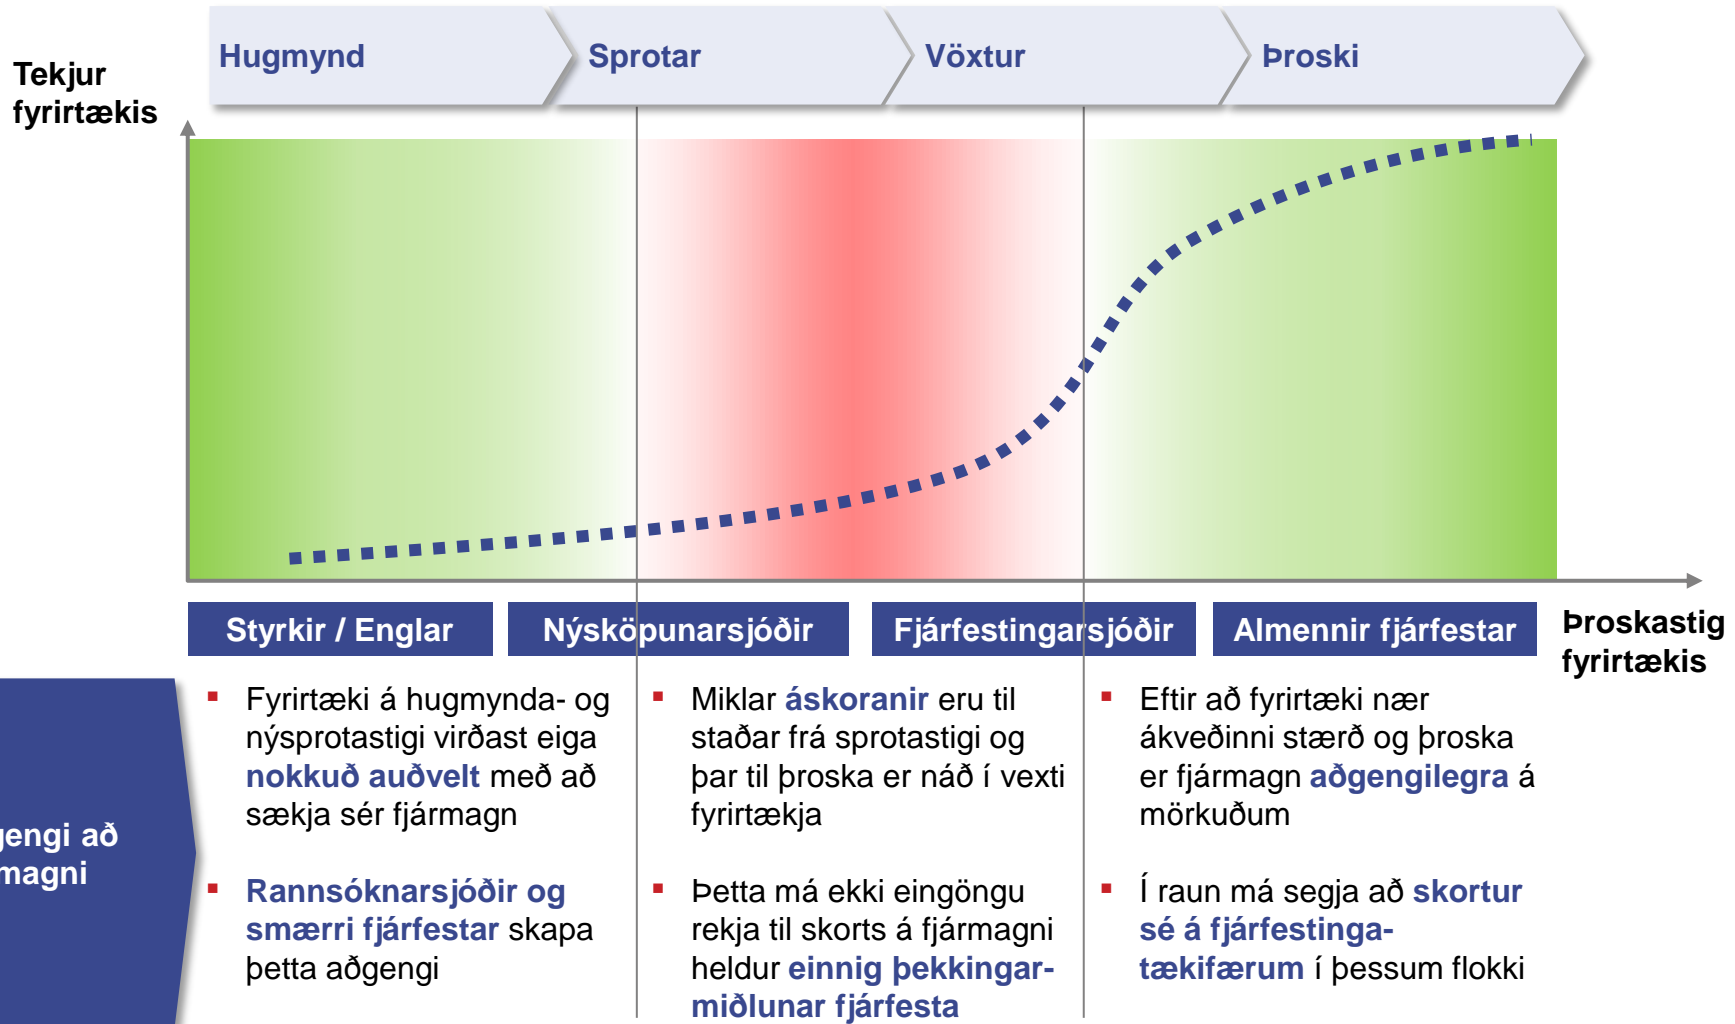 Hugmynd
Sprotar
Vöxtur
Þroski
Tekjur
fyrirtækis
Styrkir / Englar
Nýsköpunarsjóðir
Fjárfestingarsjóðir
Almennir fjárfestar
Þroskastig
fyrirtækis
gengi að
magni
▪ Fyrirtæki á hugmynda- og
nýsprotastigi virðast eiga
nokkuð auðvelt með að
sækja sér fjármagn
▪ Rannsóknarsjóðir og
smærri fjárfestar skapa
þetta aðgengi
▪ Miklar áskoranir eru til
staðar frá sprotastigi og
þar til þroska er náð í vexti
fyrirtækja
▪ Þetta má ekki eingöngu
rekja til skorts á fjármagni
heldur einnig þekkingar-
miðlunar fjárfesta
▪ Eftir að fyrirtæki nær
ákveðinni stærð og þroska
er fjármagn aðgengilegra á
mörkuðum
▪ Í raun má segja að skortur
sé á fjárfestinga-
tækifærum í þessum flokki